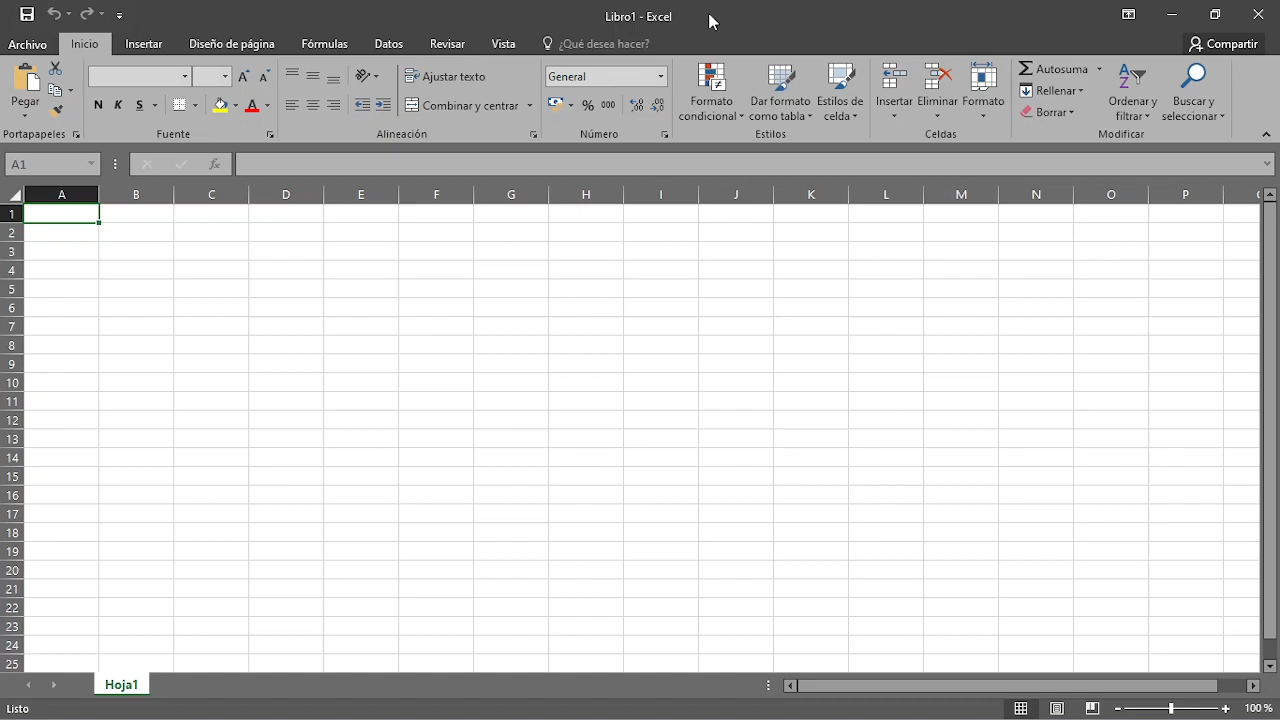 Libro1 - Excel
Archivo Inicio Insertar Diseño de página Fórmulas Datos Revisar Vista ¿Qué desea hacer? Compartir
Pegar
Portapapeles
N K S
Fuente
Ajustar texto
Combinar y centrar
Alineación
General
% 000
Número
Formato condicional
Dar formato como tabla
Estilos de celda
Estilos
Insertar Eliminar Formato
Celdas
Autosuma
Rellenar
Borrar
Ordenar y filtrar
Buscar y seleccionar
Modificar
A1 fx
A B C D E F G H I J K L M N O P
1
2
3
4
5
6
7
8
9
10
11
12
13
14
15
16
17
18
19
20
21
22
23
24
25
Hoja1
Listo 100 %